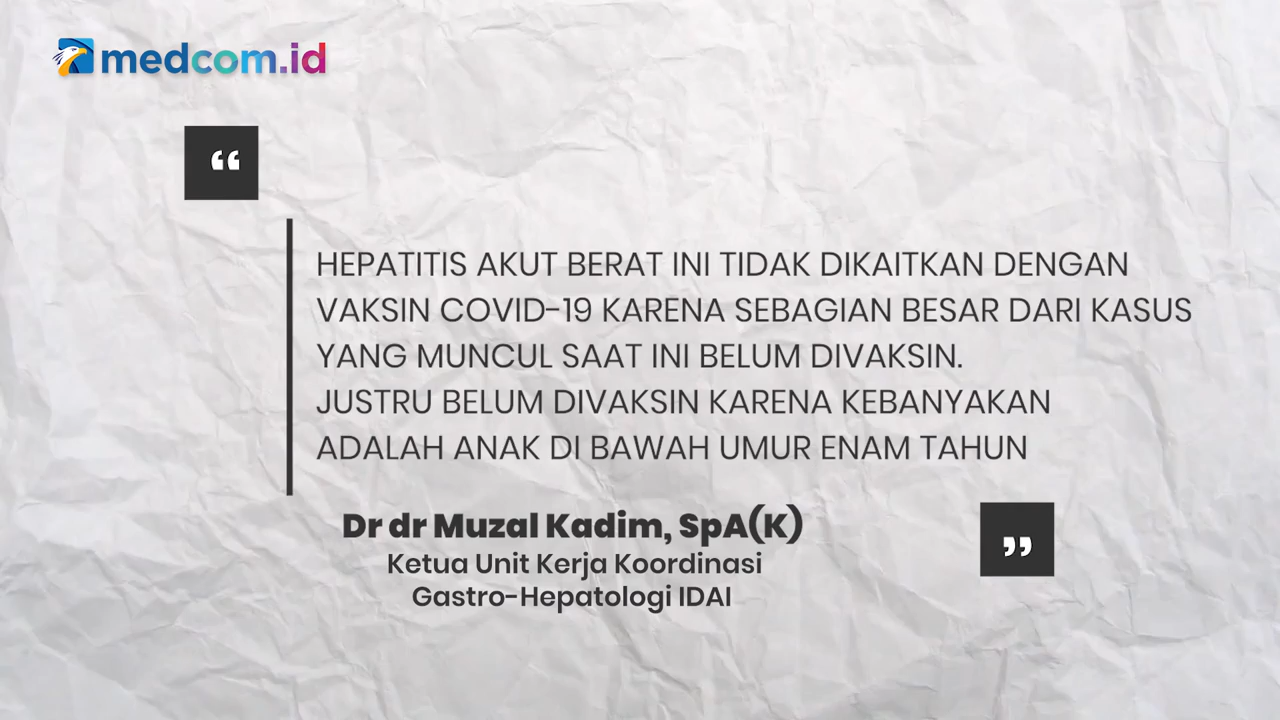 medcom.id
“
HEPATITIS AKUT BERAT INI TIDAK DIKAITKAN DENGAN
VAKSIN COVID-19 KARENA SEBAGIAN BESAR DARI KASUS
YANG MUNCUL SAAT INI BELUM DIVAKSIN.
JUSTRU BELUM DIVAKSIN KARENA KEBANYAKAN
ADALAH ANAK DI BAWAH UMUR ENAM TAHUN
Dr dr Muzal Kadim, SpA(K)
Ketua Unit Kerja Koordinasi
Gastro-Hepatologi IDAI
”